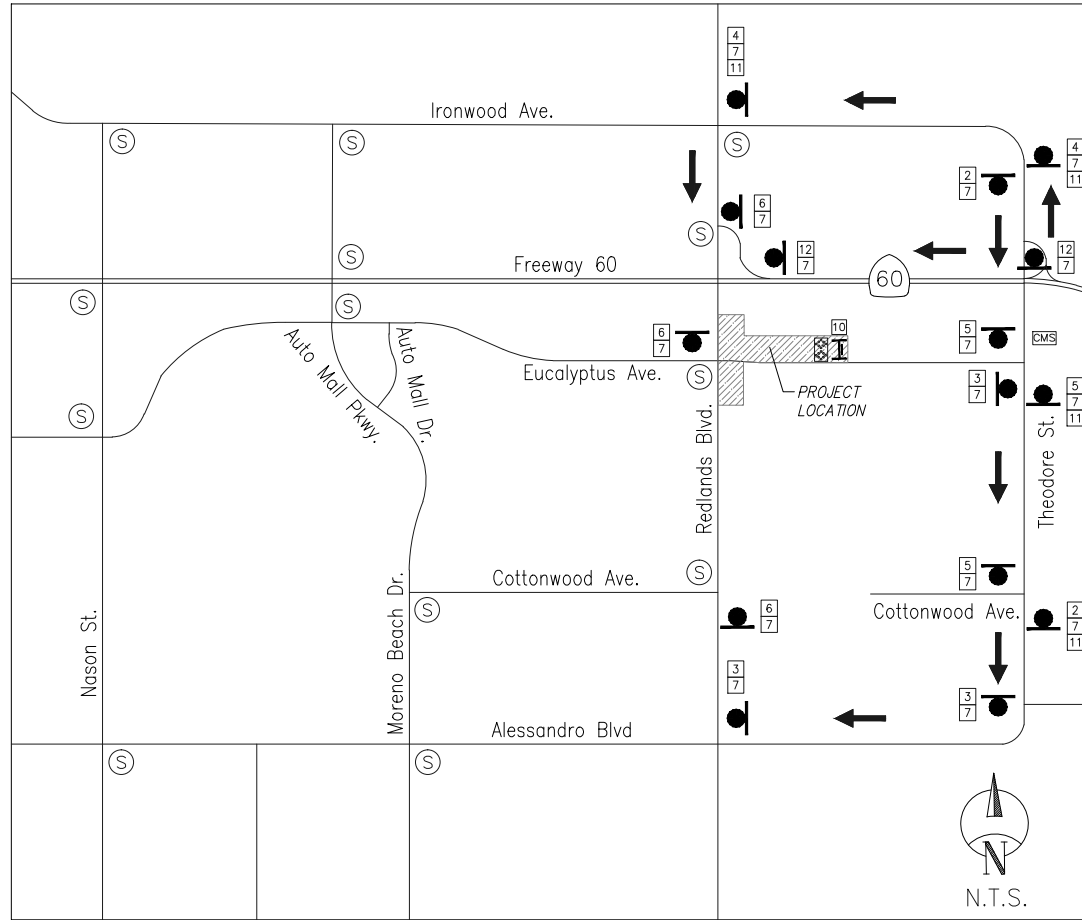 4
7
11
Ironwood Ave.
S
S
S
4
7
11
2
7
6
7
S
12
7
12
7
S
Freeway 60
60
S
S
10
6
7
5
7
CMS
Auto Mall Pkwy.
Auto Mall Dr.
Eucalyptus Ave.
S
PROJECT
LOCATION
3
7
5
7
11
S
Redlands Blvd.
Theodore St.
Cottonwood Ave.
S
5
7
S
6
7
Cottonwood Ave.
2
7
11
Nason St.
Moreno Beach Dr.
3
7
3
7
Alessandro Blvd
S
S
N
N.T.S.